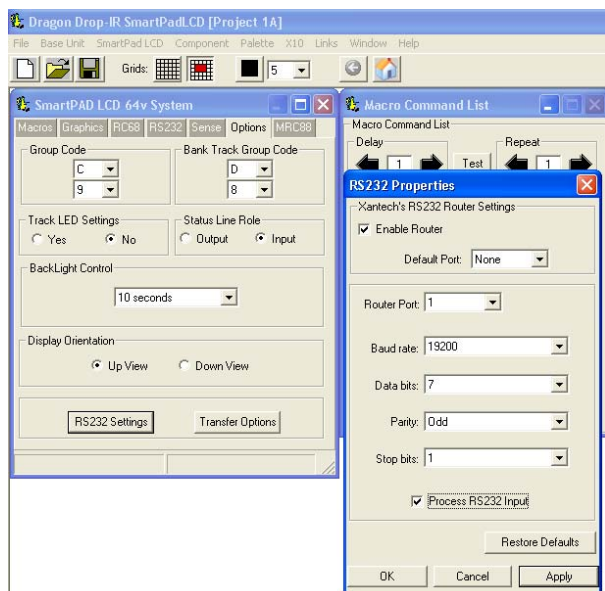 Dragon Drop-IR SmartPadLCD [Project 1A]
File Base Unit SmartPad LCD Component Palette X10 Links Window Help
Grids: 5
SmartPAD LCD 64v System
Macros Graphics RC68 RS232 Sense Options MRC88
Group Code
C
9
Bank Track Group Code
D
8
Track LED Settings
Yes No
Status Line Role
Output Input
BackLight Control
10 seconds
Display Orientation
Up View Down View
RS232 Settings Transfer Options
Macro Command List
Macro Command List
Delay Repeat
1 Test 1
RS232 Properties
Xantech's RS232 Router Settings
Enable Router
Default Port: None
Router Port: 1
Baud rate: 19200
Data bits: 7
Parity: Odd
Stop bits: 1
Process RS232 Input
Restore Defaults
OK Cancel Apply